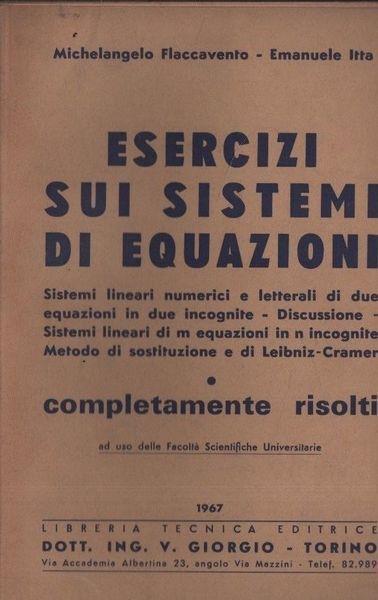 Michelangelo Flaccavento - Emanuele Itta
ESERCIZI
SUI SISTEMI
DI EQUAZIONI
Sistemi lineari numerici e letterali di due
equazioni in due incognite - Discussione -
Sistemi lineari di m equazioni in n incognite
Metodo di sostituzione e di Leibniz-Cramer
•
completamente risolti
ad uso delle Facoltà Scientifiche Universitarie
1967
LIBRERIA TECNICA EDITRICE
DOTT. ING. V. GIORGIO - TORINO
Via Accademia Albertina 23, angolo Via Mazzini - Telef. 82.989